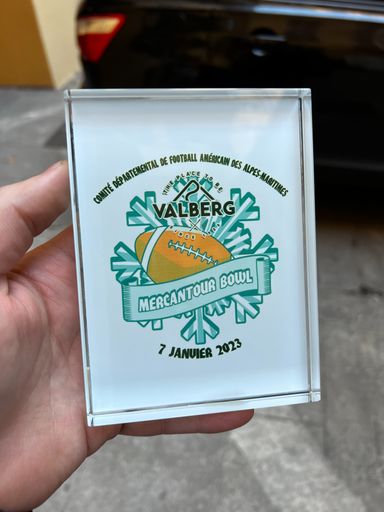 COMITÉ DÉPARTEMENTAL DE FOOTBALL AMÉRICAIN DES ALPES-MARITIMES
THE PLACE TO BE
VALBERG
MERCANTOUR BOWL
7 JANVIER 2023